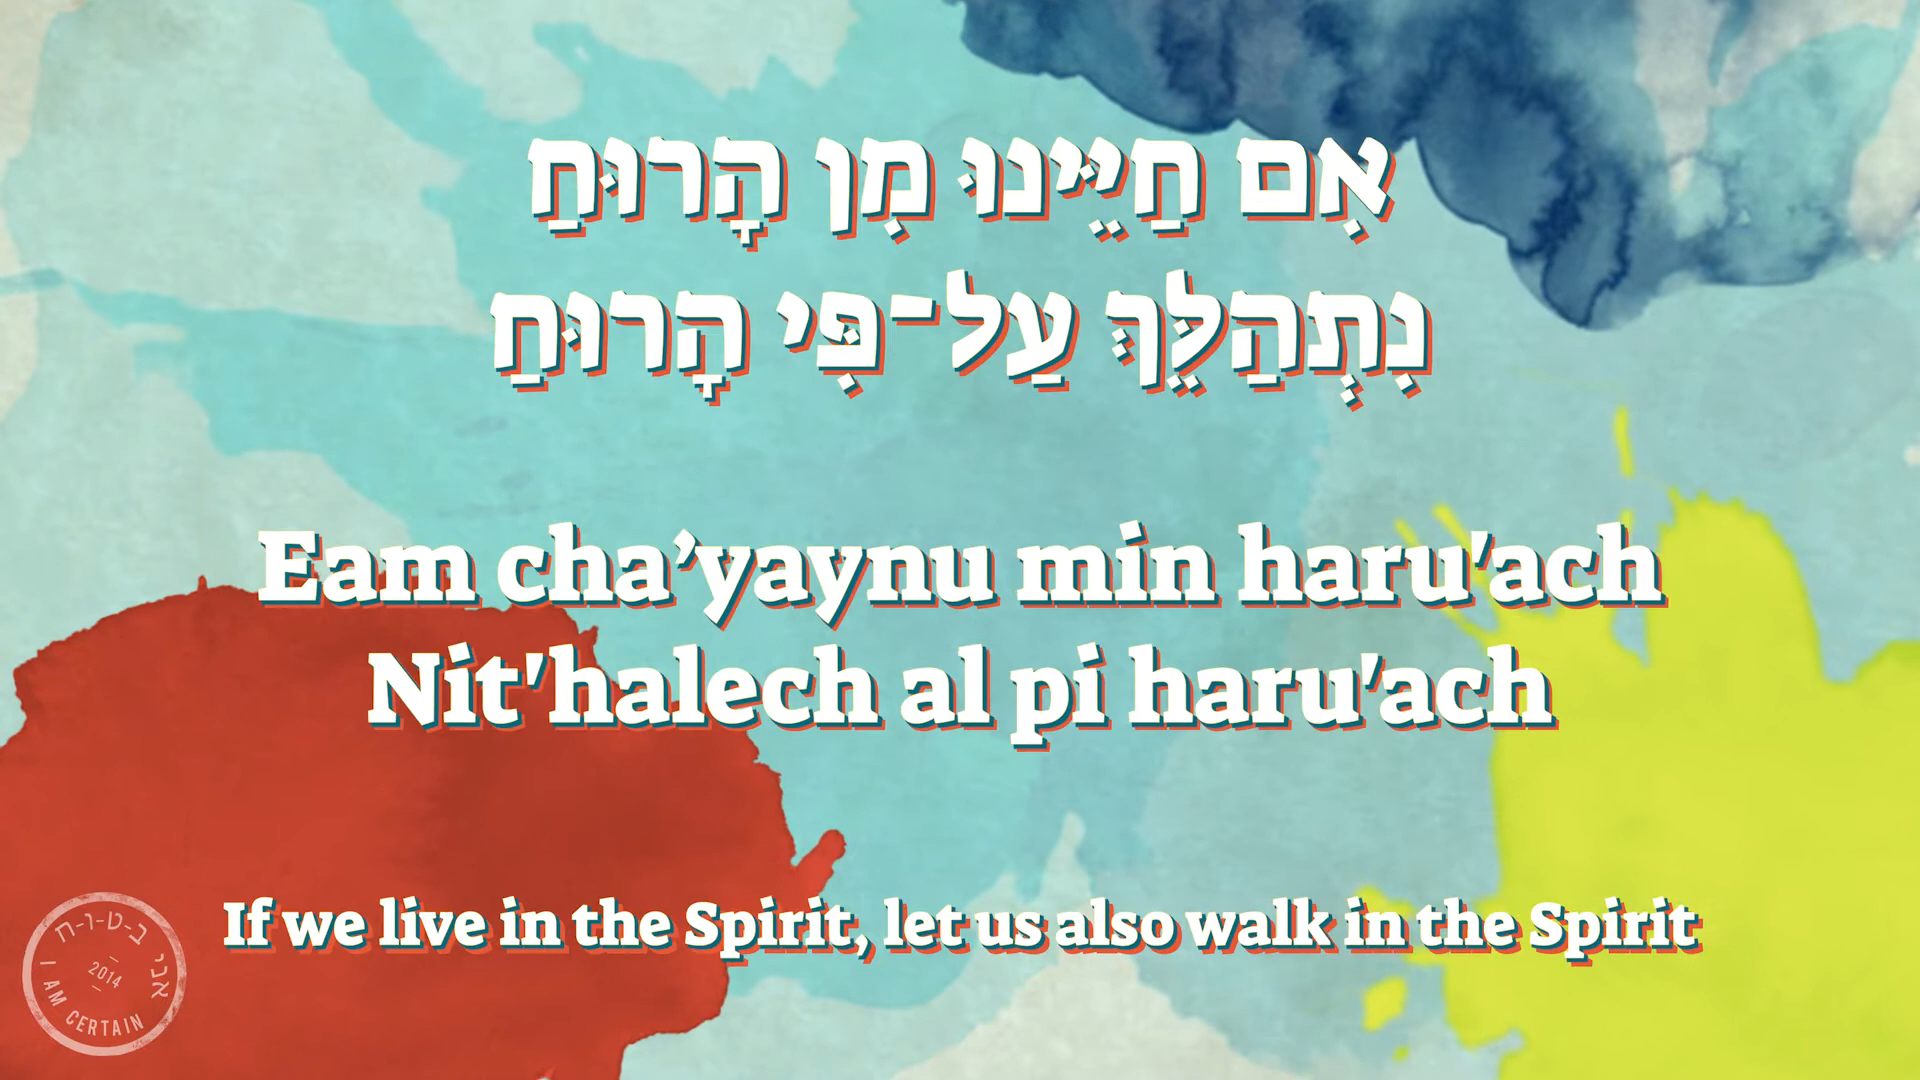 אִם חַיֵּינוּ מִן הָרוּחַ
נִתְהַלֵּךְ עַל־פִּי הָרוּחַ
Eam cha’yaynu min haru'ach
Nit'halech al pi haru'ach
If we live in the Spirit, let us also walk in the Spirit
אני ב-ט-ו-ח
2014
I AM CERTAIN